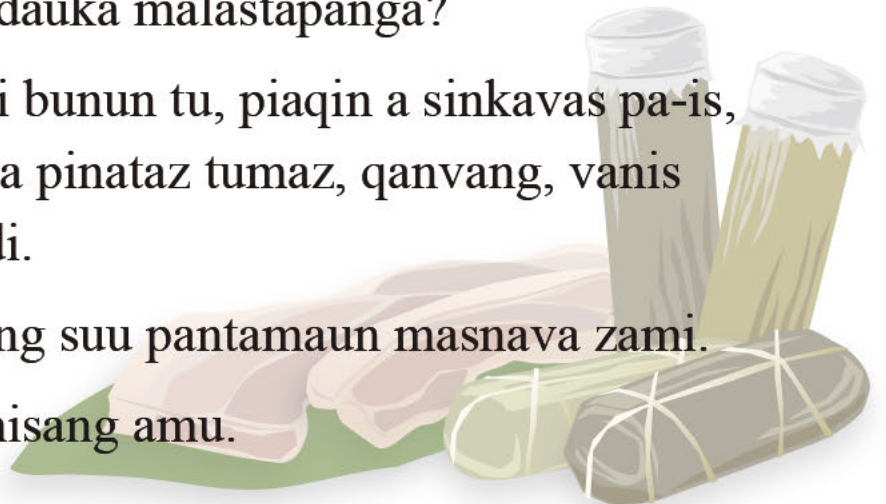 dauka malastapanga?
i bunun tu, piaqin a sinkavas pa-is,
a pinataz tumaz, qanvang, vanis
di.
ng suu pantamaun masnava zami.
nisang amu.